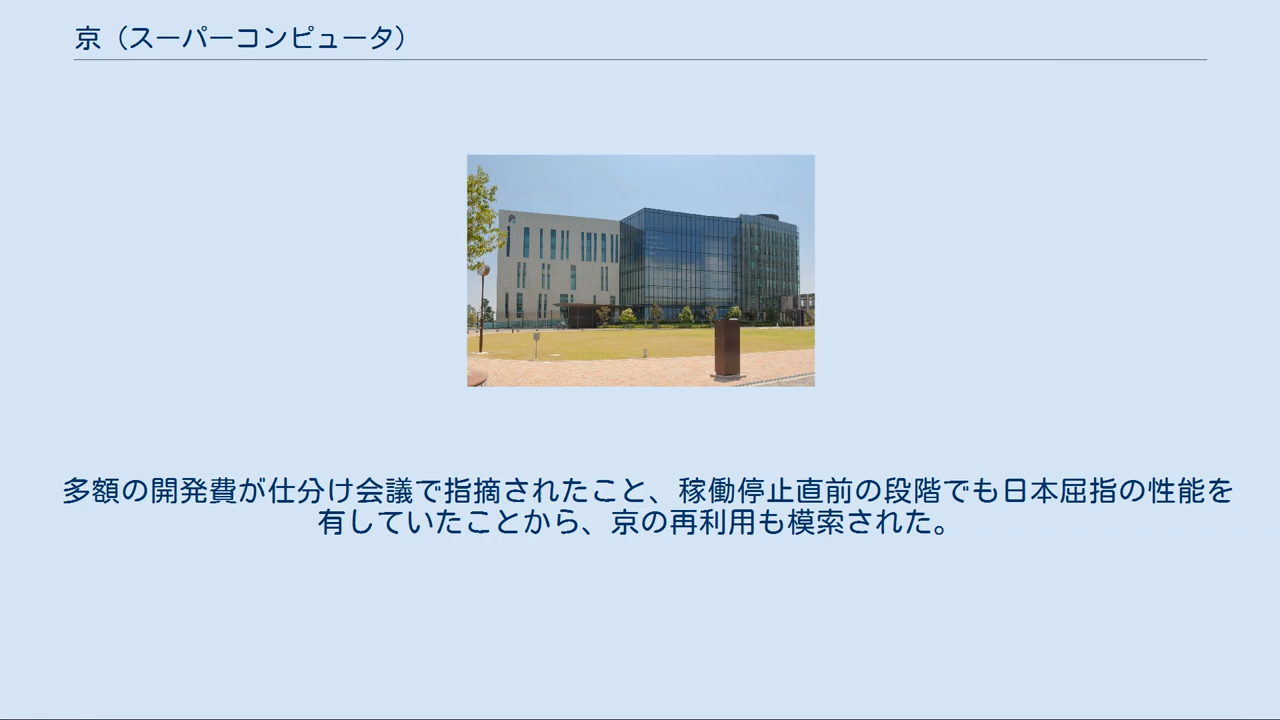 京（スーパーコンピュータ）
多額の開発費が仕分け会議で指摘されたこと、稼働停止直前の段階でも日本屈指の性能を
有していたことから、京の再利用も模索された。